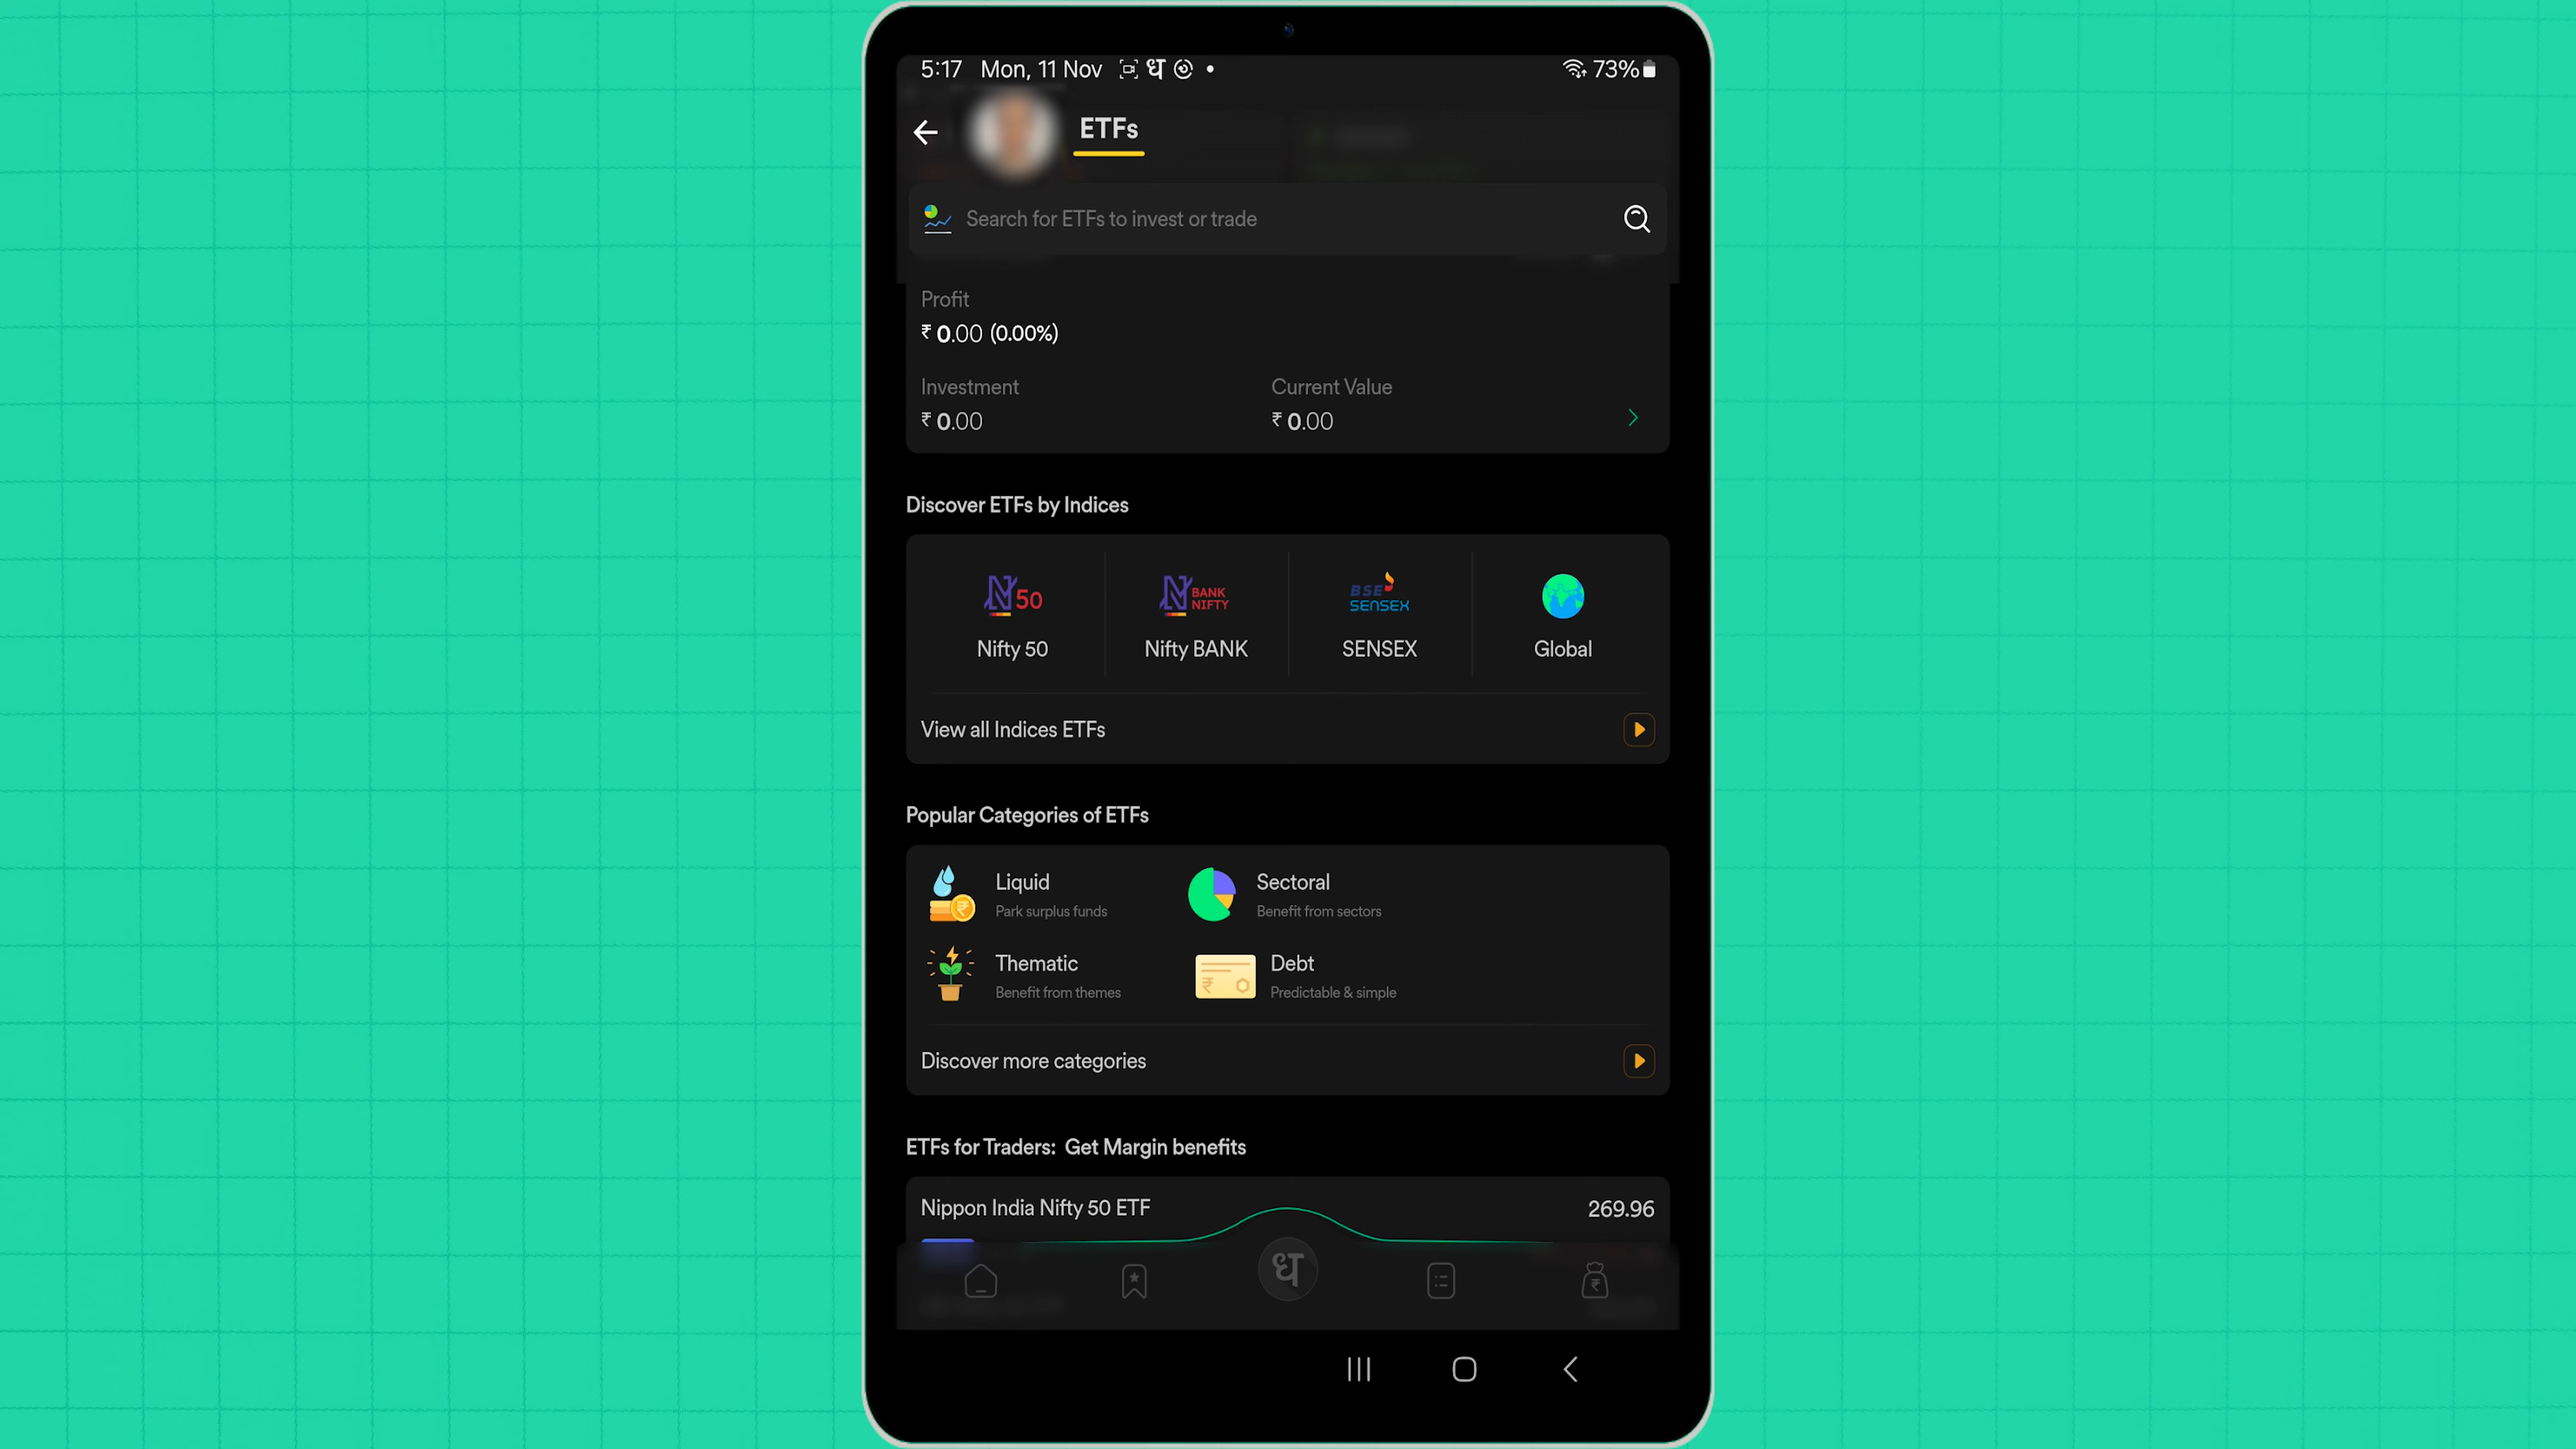 5:17 Mon, 11 Nov ध 73%
ETFs
Search for ETFs to invest or trade
Profit
₹ 0.00 (0.00%)
Investment Current Value
₹ 0.00 ₹ 0.00
Discover ETFs by Indices
50 BANK NIFTY BSE SENSEX
Nifty 50 Nifty BANK SENSEX Global
View all Indices ETFs
Popular Categories of ETFs
Liquid Sectoral
Park surplus funds Benefit from sectors
Thematic Debt
Benefit from themes Predictable & simple
Discover more categories
ETFs for Traders: Get Margin benefits
Nippon India Nifty 50 ETF 269.96
ध